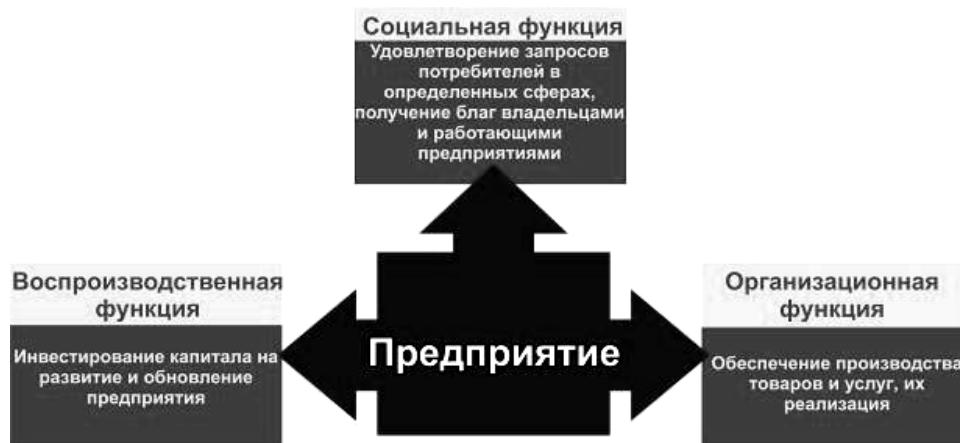 Социальная функция
Удовлетворение запросов
потребителей в
определенных сферах,
получение благ владельцами
и работающими
предприятиями
Воспроизводственная
функция
Инвестирование капитала на
развитие и обновление
предприятия
Предприятие
Организационная
функция
Обеспечение производства
товаров и услуг, их
реализация